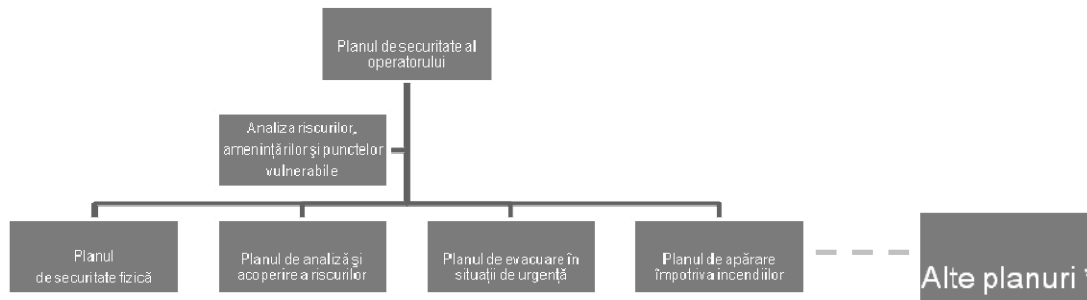 Planul de securitate al
operatorului
Analiza riscurilor,
amenințărilor și punctelor
vulnerabile
Planul
de securitate fizică
Planul de analiză și
acoperire a riscurilor
Planul de evacuare în
situații de urgență
Planul de apărare
împotriva incendiilor
Alte planuri